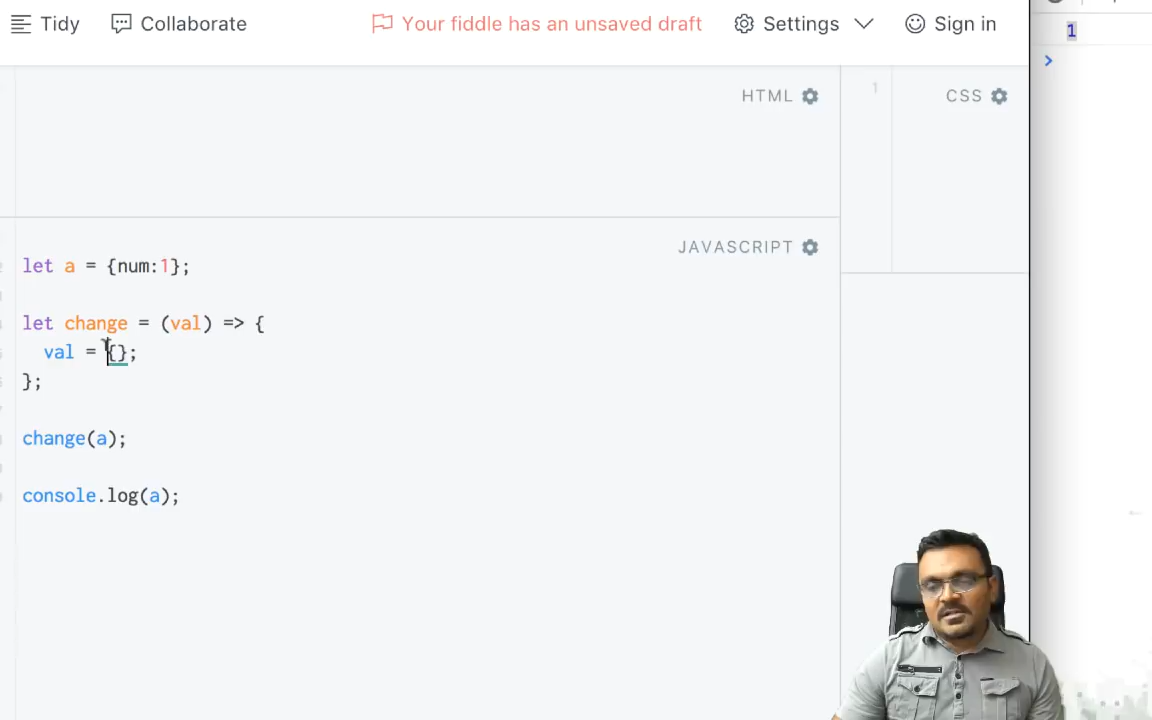 Tidy Collaborate Your fiddle has an unsaved draft Settings Sign in
1
>
HTML
1
CSS
JAVASCRIPT
let a = {num:1};
let change = (val) => {
val = {};
};
change(a);
console.log(a);